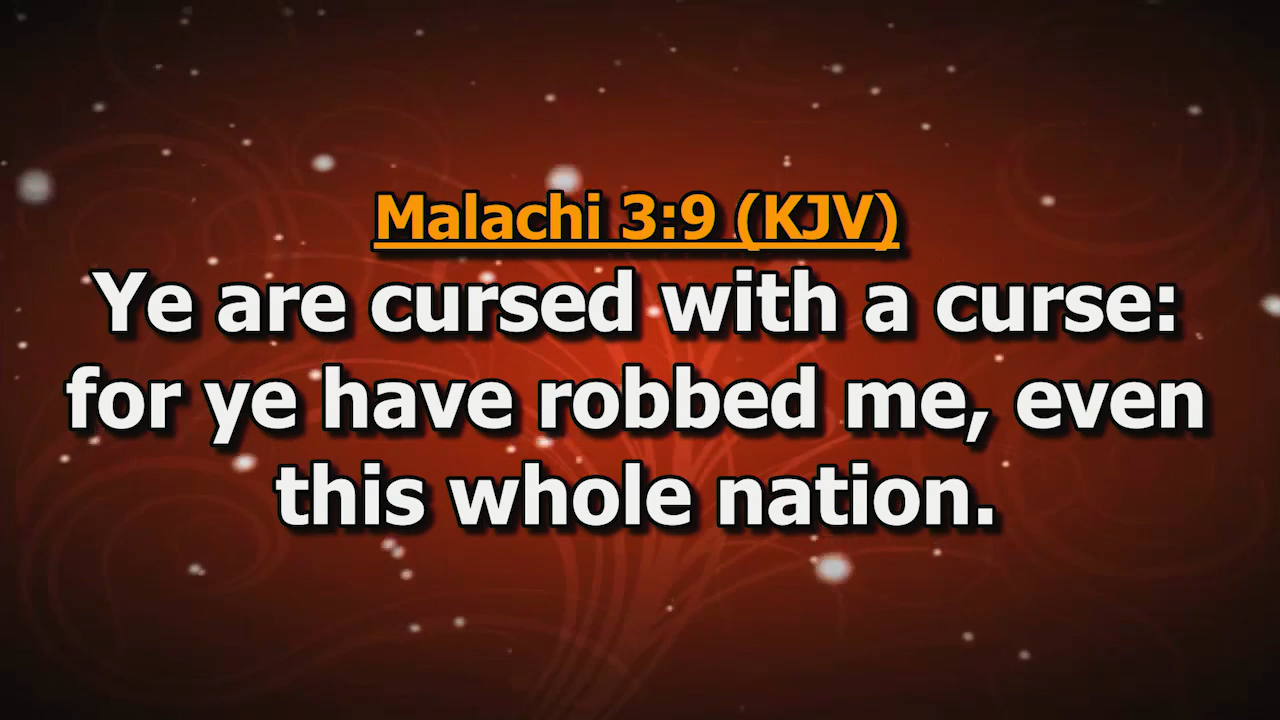 Malachi 3:9 (KJV)
Ye are cursed with a curse:
for ye have robbed me, even
this whole nation.